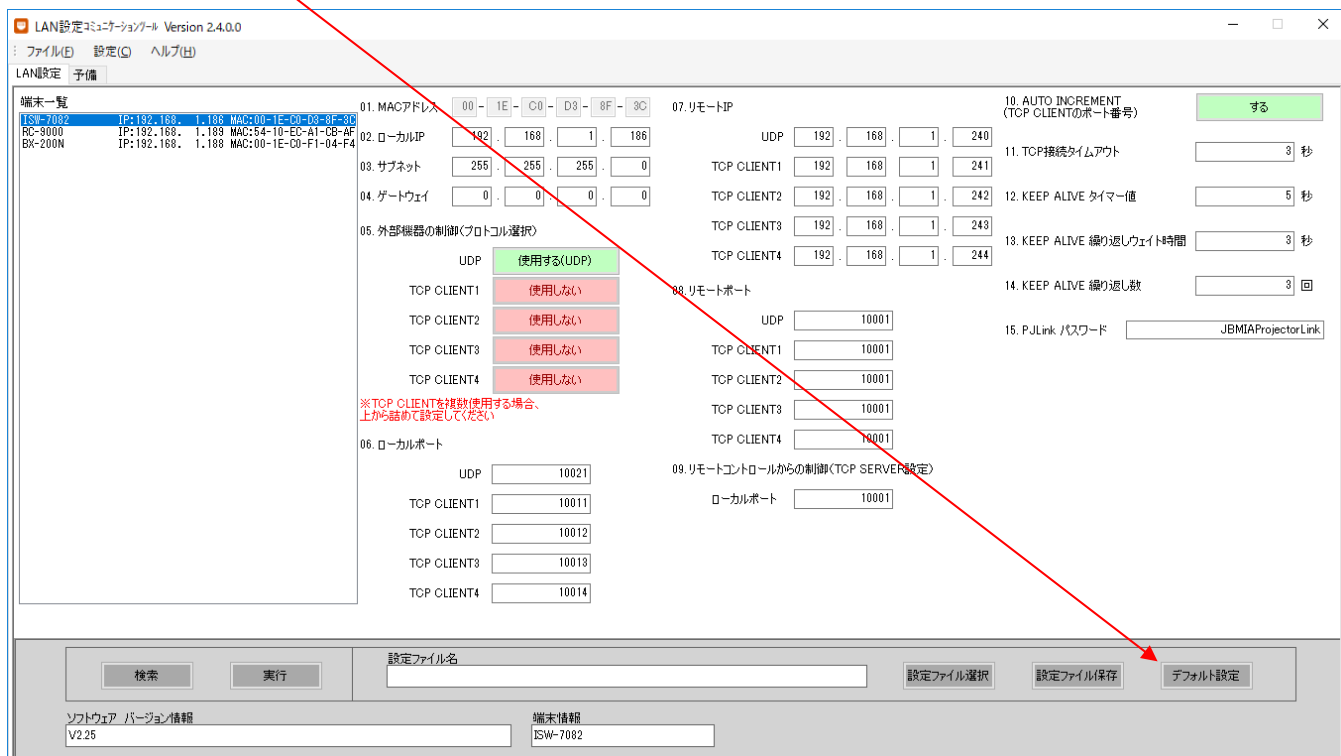 LAN設定ｺﾐｭﾆｹｰｼｮﾝﾂｰﾙ Version 2.4.0.0
ファイル(F) 設定(C) ヘルプ(H)
LAN設定 予備
端末一覧
ISW-7082 IP:192.168. 1.186 MAC:00-1E-C0-D3-8F-3C
RC-9000 IP:192.168. 1.189 MAC:54-10-EC-A1-CB-AF
BX-200N IP:192.168. 1.188 MAC:00-1E-C0-F1-04-F4
01. MACアドレス 00 - 1E - C0 - D3 - 8F - 3C
02. ローカルIP 192 . 168 . 1 . 186
03. サブネット 255 . 255 . 255 . 0
04. ゲートウェイ 0 . 0 . 0 . 0
05. 外部機器の制御(プロトコル選択)
UDP 使用する(UDP)
TCP CLIENT1 使用しない
TCP CLIENT2 使用しない
TCP CLIENT3 使用しない
TCP CLIENT4 使用しない
※TCP CLIENTを複数使用する場合、
上から詰めて設定してください
06. ローカルポート
UDP 10021
TCP CLIENT1 10011
TCP CLIENT2 10012
TCP CLIENT3 10013
TCP CLIENT4 10014
07. リモートIP
UDP 192 . 168 . 1 . 240
TCP CLIENT1 192 . 168 . 1 . 241
TCP CLIENT2 192 . 168 . 1 . 242
TCP CLIENT3 192 . 168 . 1 . 243
TCP CLIENT4 192 . 168 . 1 . 244
08. リモートポート
UDP 10001
TCP CLIENT1 10001
TCP CLIENT2 10001
TCP CLIENT3 10001
TCP CLIENT4 10001
09. リモートコントロールからの制御(TCP SERVER設定)
ローカルポート 10001
10. AUTO INCREMENT
(TCP CLIENTのポート番号) する
11. TCP接続タイムアウト 3 秒
12. KEEP ALIVE タイマー値 5 秒
13. KEEP ALIVE 繰り返しウェイト時間 3 秒
14. KEEP ALIVE 繰り返し数 3 回
15. PJLink パスワード JBMIAProjectorLink
検索 実行
設定ファイル名
設定ファイル選択 設定ファイル保存 デフォルト設定
ソフトウェア バージョン情報
V2.25
端末情報
ISW-7082